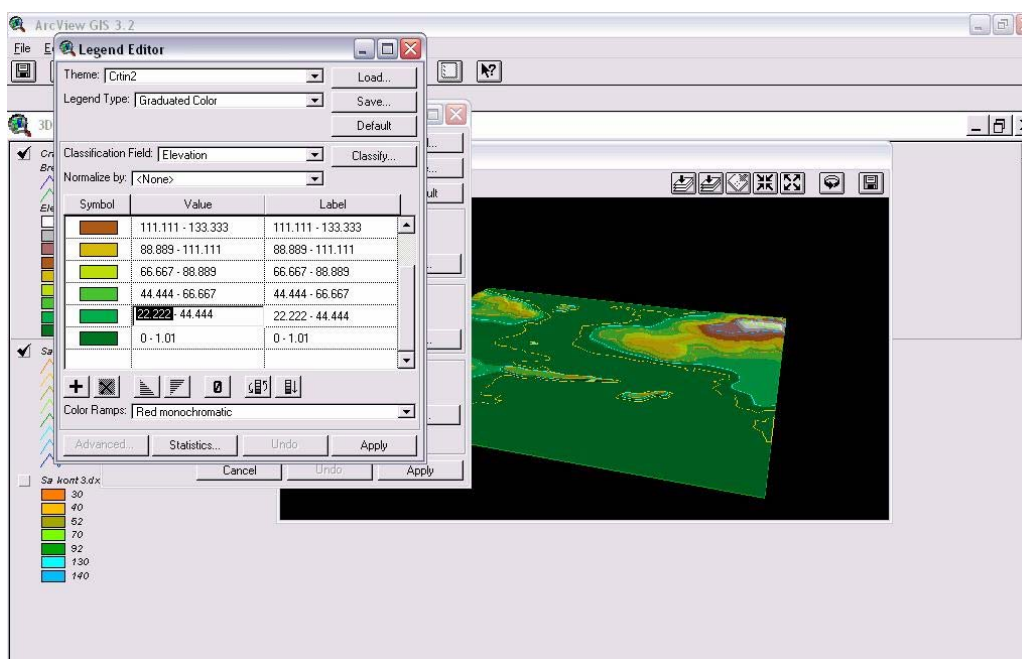 ArcView GIS 3.2
File
Legend Editor
Theme: Crtin2
Load...
Legend Type: Graduated Color
Save...
Default
3D
Classification Field: Elevation
Classify...
Normalize by: <None>
Symbol Value Label
111.111 - 133.333 111.111 - 133.333
88.889 - 111.111 88.889 - 111.111
66.667 - 88.889 66.667 - 88.889
44.444 - 66.667 44.444 - 66.667
22.222 - 44.444 22.222 - 44.444
0 - 1.01 0 - 1.01
Color Ramps: Red monochromatic
Advanced... Statistics... Undo Apply
Cancel Undo Apply
Sa kont 3.dx
30
40
52
70
92
130
140